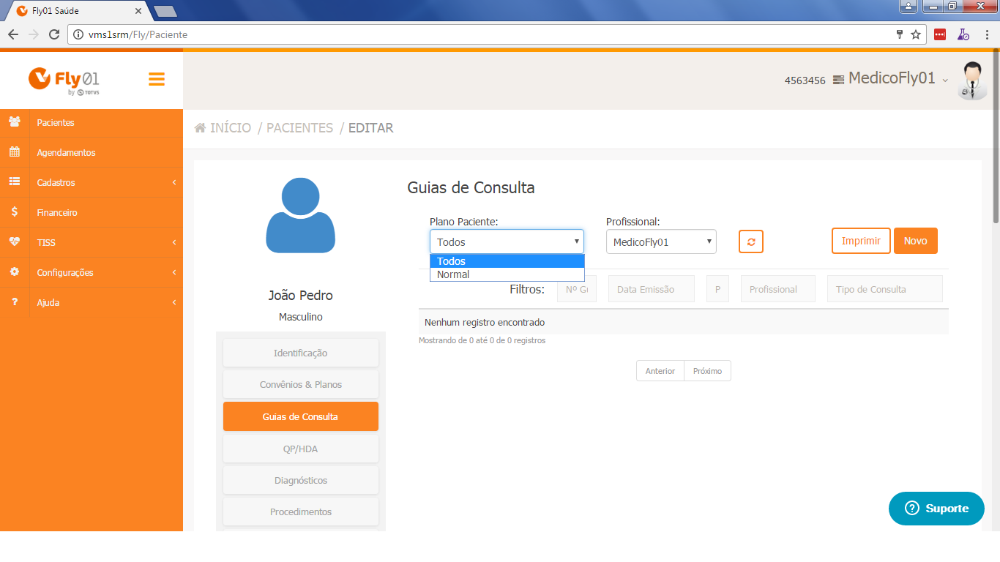 Fly01 Saúde
vms1srm/Fly/Paciente
Fly01
by TOTVS
4563456 MedicoFly01
Pacientes
Agendamentos
Cadastros
Financeiro
TISS
Configurações
Ajuda
INÍCIO / PACIENTES / EDITAR
João Pedro
Masculino
Identificação
Convênios & Planos
Guias de Consulta
QP/HDA
Diagnósticos
Procedimentos
Guias de Consulta
Plano Paciente: Profissional:
Todos MedicoFly01 Imprimir Novo
Todos
Normal
Filtros: Nº Gu Data Emissão P Profissional Tipo de Consulta
Nenhum registro encontrado
Mostrando de 0 até 0 de 0 registros
Anterior Próximo
Suporte